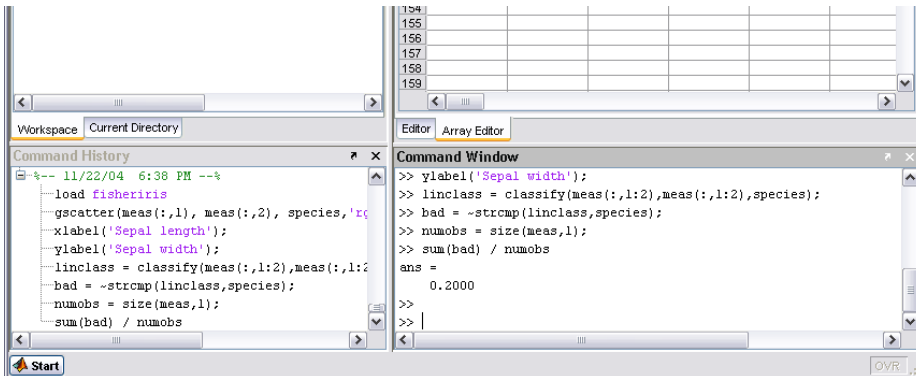 154
155
156
157
158
159
Workspace Current Directory
Editor Array Editor
Command History
%-- 11/22/04 6:38 PM --%
load fisheriris
gscatter(meas(:,1), meas(:,2), species,'rg
xlabel('Sepal length');
ylabel('Sepal width');
linclass = classify(meas(:,1:2),meas(:,1:2
bad = ~strcmp(linclass,species);
numobs = size(meas,1);
sum(bad) / numobs
Command Window
>> ylabel('Sepal width');
>> linclass = classify(meas(:,1:2),meas(:,1:2),species);
>> bad = ~strcmp(linclass,species);
>> numobs = size(meas,1);
>> sum(bad) / numobs
ans =
0.2000
>>
>>
Start
OVR